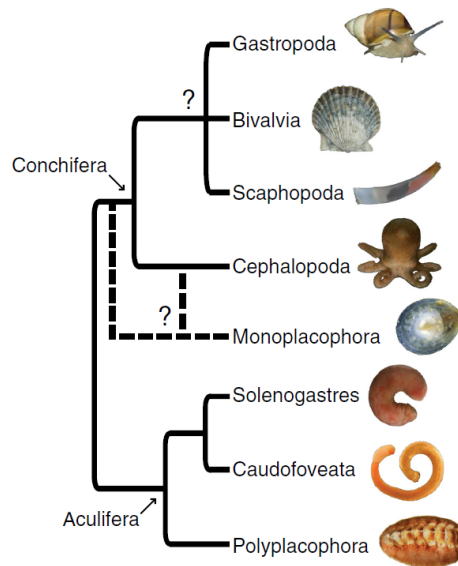 Gastropoda
?
Bivalvia
Conchifera
Scaphopoda
Cephalopoda
?
Monoplacophora
Solenogastres
Caudofoveata
Aculifera
Polyplacophora